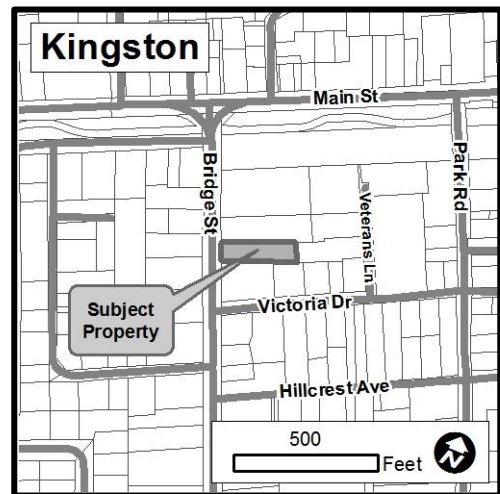 Kingston
Main St
Bridge St
Park Rd
Veterans Ln
Subject
Property
Victoria Dr
Hillcrest Ave
500
Feet
N